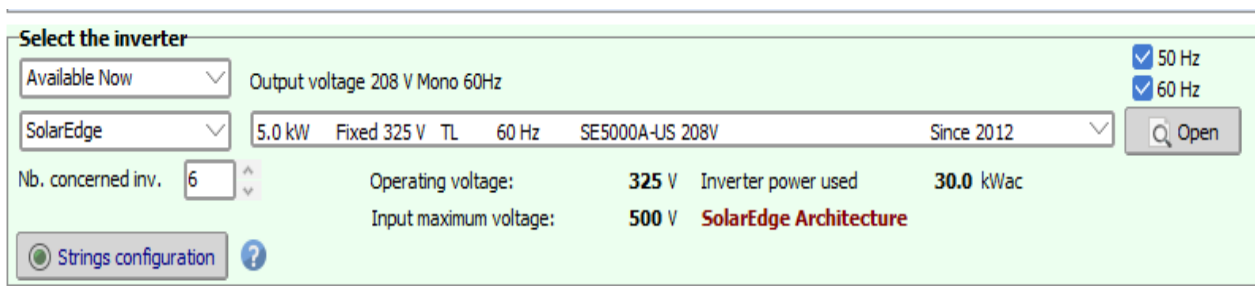 Select the inverter
Available Now Output voltage 208 V Mono 60Hz 50 Hz
60 Hz
SolarEdge 5.0 kW Fixed 325 V TL 60 Hz SE5000A-US 208V Since 2012 Open
Nb. concerned inv. 6 Operating voltage: 325 V Inverter power used 30.0 kWac
Input maximum voltage: 500 V SolarEdge Architecture
Strings configuration ?